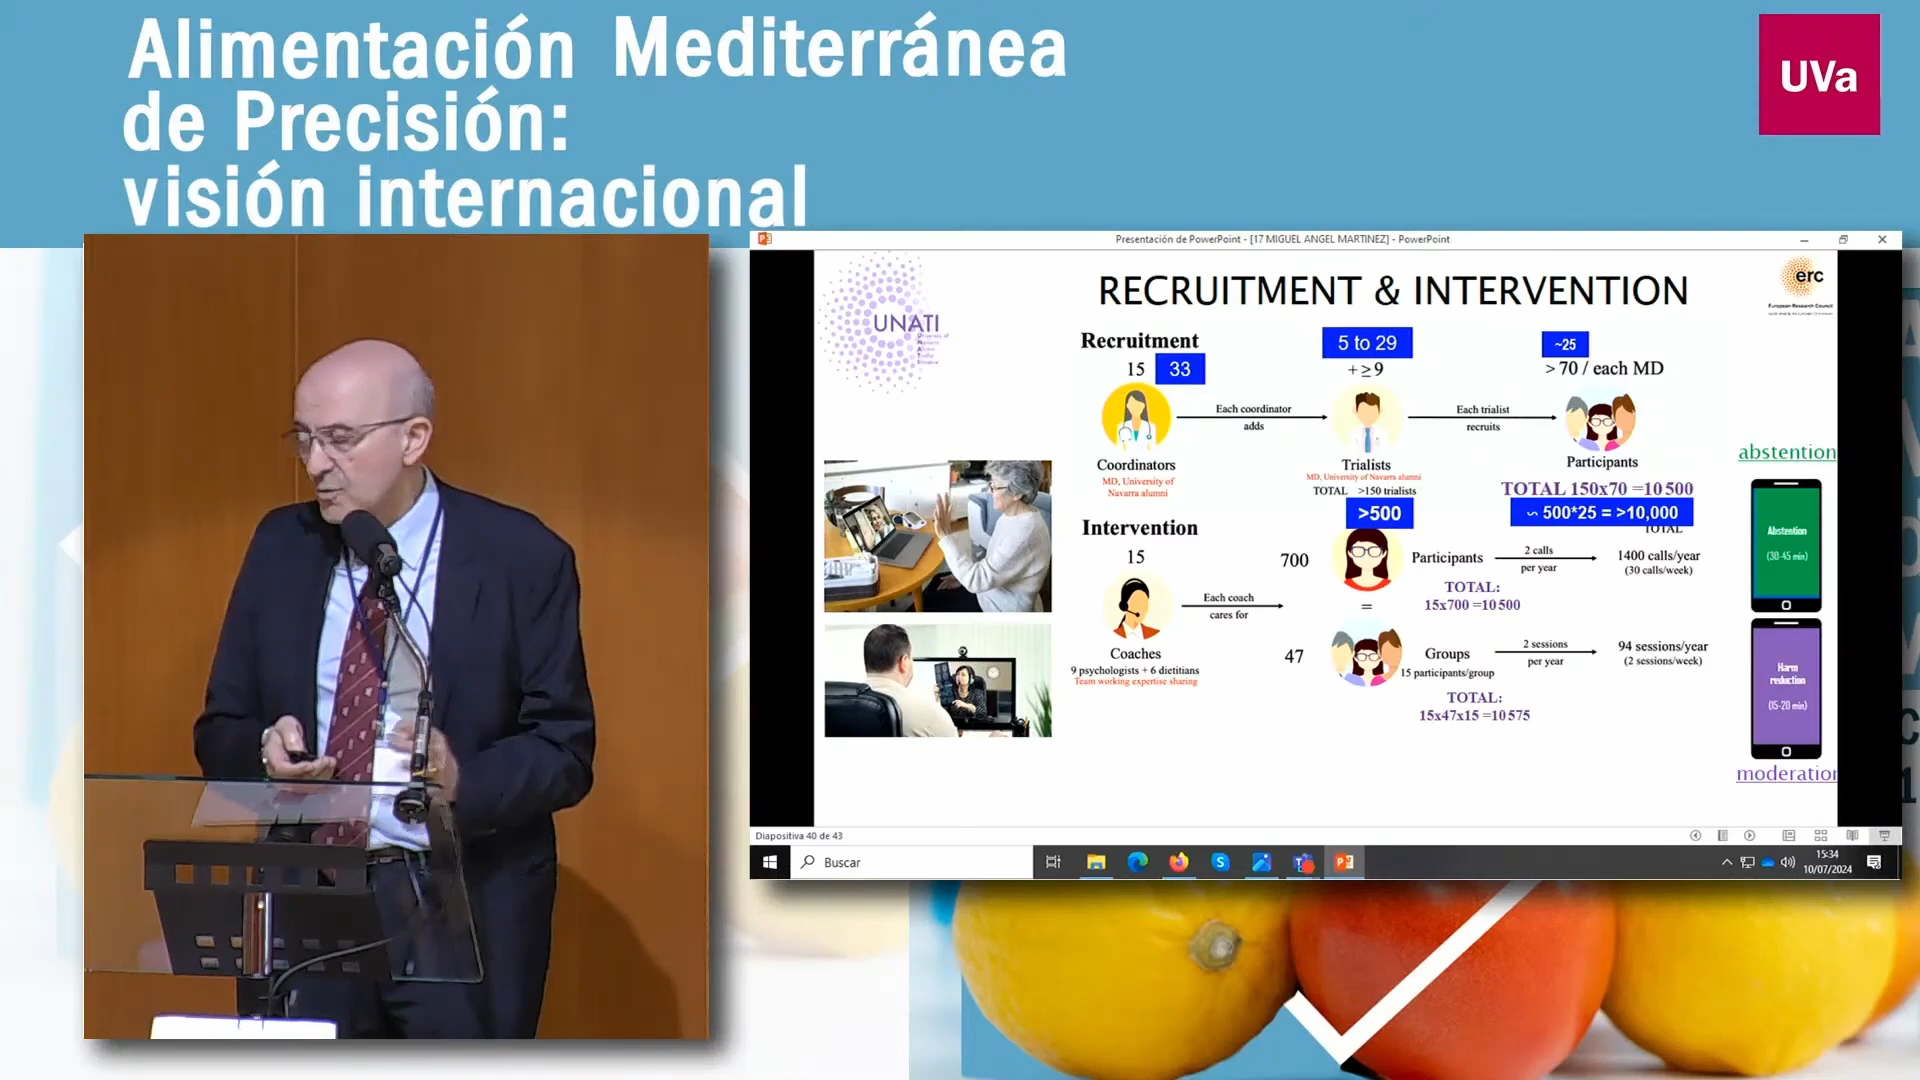 Alimentación Mediterránea
de Precisión:
visión internacional
UVa
Presentación de PowerPoint - [17 MIGUEL ANGEL MARTINEZ] - PowerPoint
UNATI
RECRUITMENT & INTERVENTION
erc
European Research Council
Recruitment
15 33
5 to 29
+ ≥ 9
~25
> 70 / each MD
Each coordinator
adds
Each trialist
recruits
Coordinators
MD, University of
Navarra alumni
Trialists
MD, University of Navarra alumni
TOTAL >150 trialists
>500
Participants
TOTAL 150x70 =10 500
∽ 500*25 = >10,000
TOTAL
Intervention
15
Each coach
cares for
Coaches
9 psychologists + 6 dietitians
Team working expertise sharing
700
Participants
2 calls
per year
1400 calls/year
(30 calls/week)
TOTAL:
15x700 =10 500
=
47
Groups
15 participants/group
2 sessions
per year
94 sessions/year
(2 sessions/week)
TOTAL:
15x47x15 =10 575
abstention
Abstention
(30-45 min)
Harm
reduction
(15-20 min)
moderation
Diapositiva 40 de 43
Buscar
15:34
10/07/2024